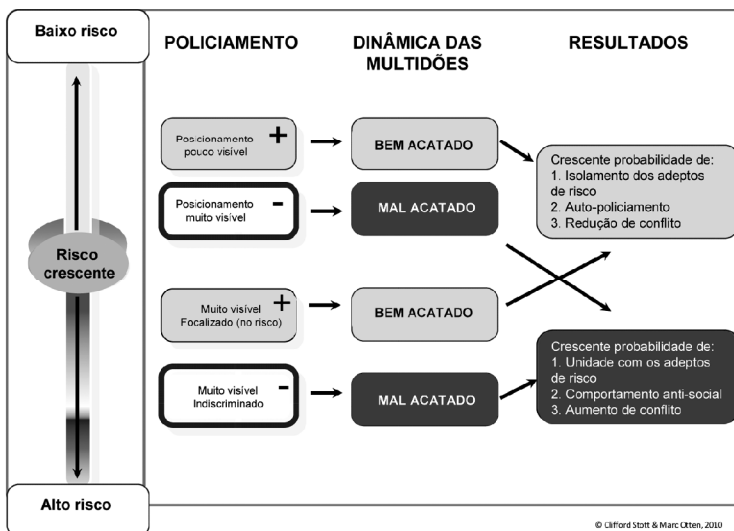 Baixo risco
POLICIAMENTO
DINÂMICA DAS
MULTIDÕES
RESULTADOS
Posicionamento
pouco visível
+
BEM ACATADO
Crescente probabilidade de:
1. Isolamento dos adeptos
de risco
2. Auto-policiamento
3. Redução de conflito
Posicionamento
muito visível
-
MAL ACATADO
Risco
crescente
Muito visível
Focalizado (no risco)
+
BEM ACATADO
Crescente probabilidade de:
1. Unidade com os adeptos
de risco
2. Comportamento anti-social
3. Aumento de conflito
Muito visível
Indiscriminado
-
MAL ACATADO
Alto risco
© Clifford Stott & Marc Otten, 2010